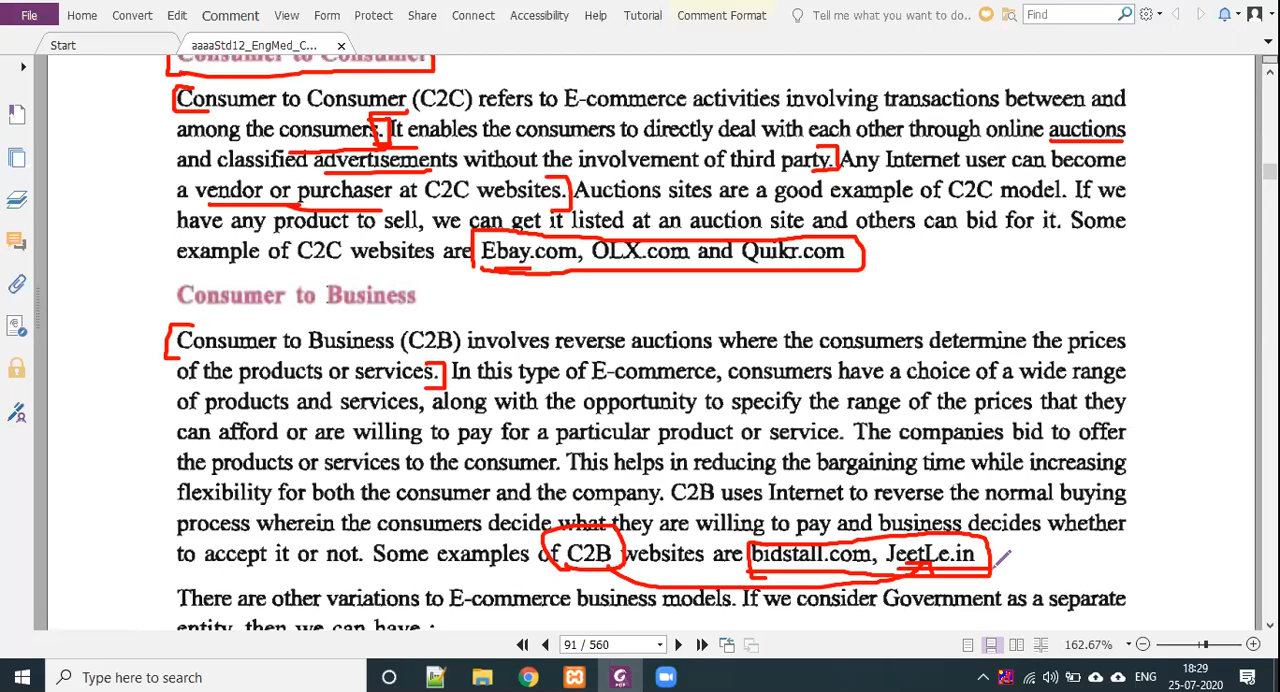 File Home Convert Edit Comment View Form Protect Share Connect Accessibility Help Tutorial Comment Format Tell me what you want to do.. Find
Start aaaaStd12_EngMed_C...
Consumer to Consumer
Consumer to Consumer (C2C) refers to E-commerce activities involving transactions between and
among the consumers. It enables the consumers to directly deal with each other through online auctions
and classified advertisements without the involvement of third party. Any Internet user can become
a vendor or purchaser at C2C websites. Auctions sites are a good example of C2C model. If we
have any product to sell, we can get it listed at an auction site and others can bid for it. Some
example of C2C websites are Ebay.com, OLX.com and Quikr.com
Consumer to Business
Consumer to Business (C2B) involves reverse auctions where the consumers determine the prices
of the products or services. In this type of E-commerce, consumers have a choice of a wide range
of products and services, along with the opportunity to specify the range of the prices that they
can afford or are willing to pay for a particular product or service. The companies bid to offer
the products or services to the consumer. This helps in reducing the bargaining time while increasing
flexibility for both the consumer and the company. C2B uses Internet to reverse the normal buying
process wherein the consumers decide what they are willing to pay and business decides whether
to accept it or not. Some examples of C2B websites are bidstall.com, JeetLe.in
There are other variations to E-commerce business models. If we consider Government as a separate
entity, then we can have :
91 / 560 162.67%
Type here to search ENG 18:29
25-07-2020